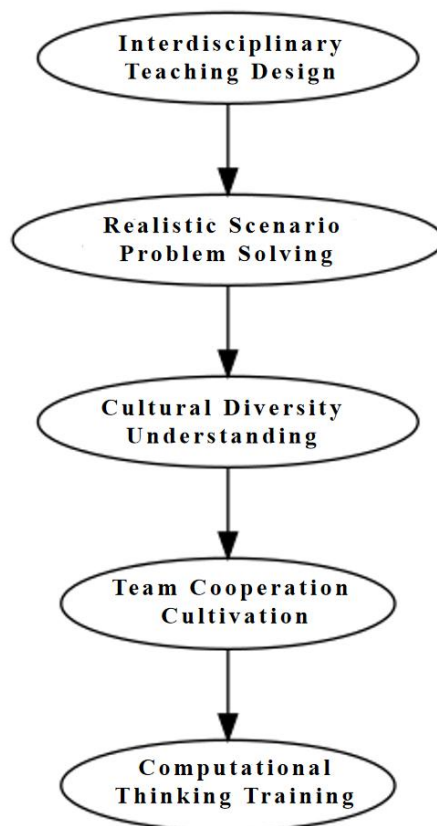 Interdisciplinary
Teaching Design
Realistic Scenario
Problem Solving
Cultural Diversity
Understanding
Team Cooperation
Cultivation
Computational
Thinking Training